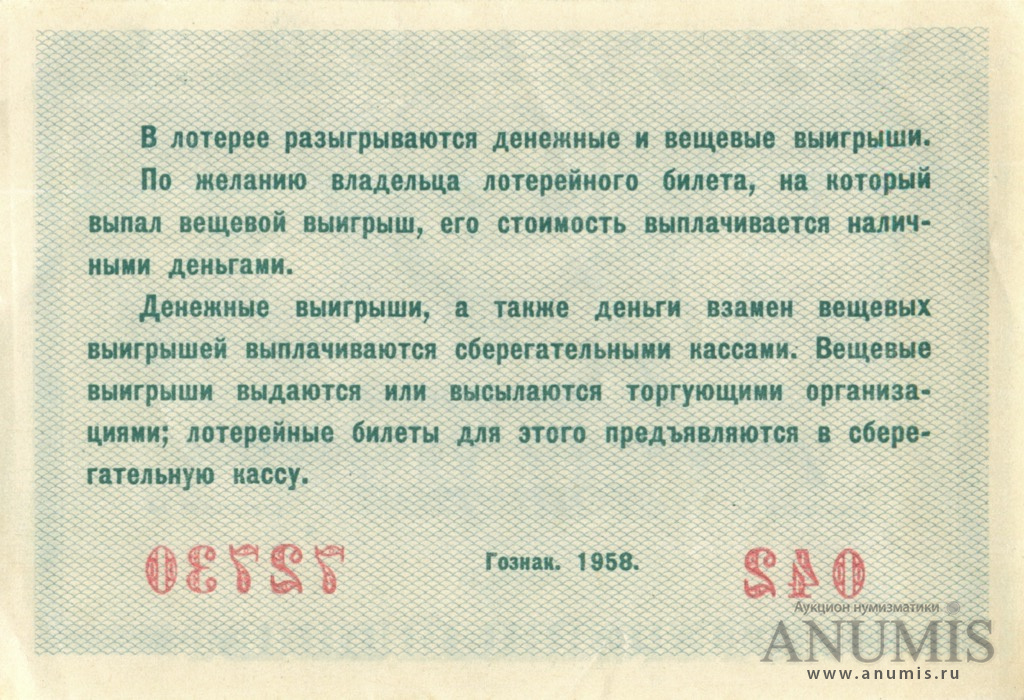 В лотерее разыгрываются денежные и вещевые выигрыши.
По желанию владельца лотерейного билета, на который
выпал вещевой выигрыш, его стоимость выплачивается налич-
ными деньгами.
Денежные выигрыши, а также деньги взамен вещевых
выигрышей выплачиваются сберегательными кассами. Вещевые
выигрыши выдаются или высылаются торгующими организа-
циями; лотерейные билеты для этого предъявляются в сбере-
гательную кассу.
72730 Гознак. 1958. 042
Аукцион нумизматики
ANUMIS
www.anumis.ru